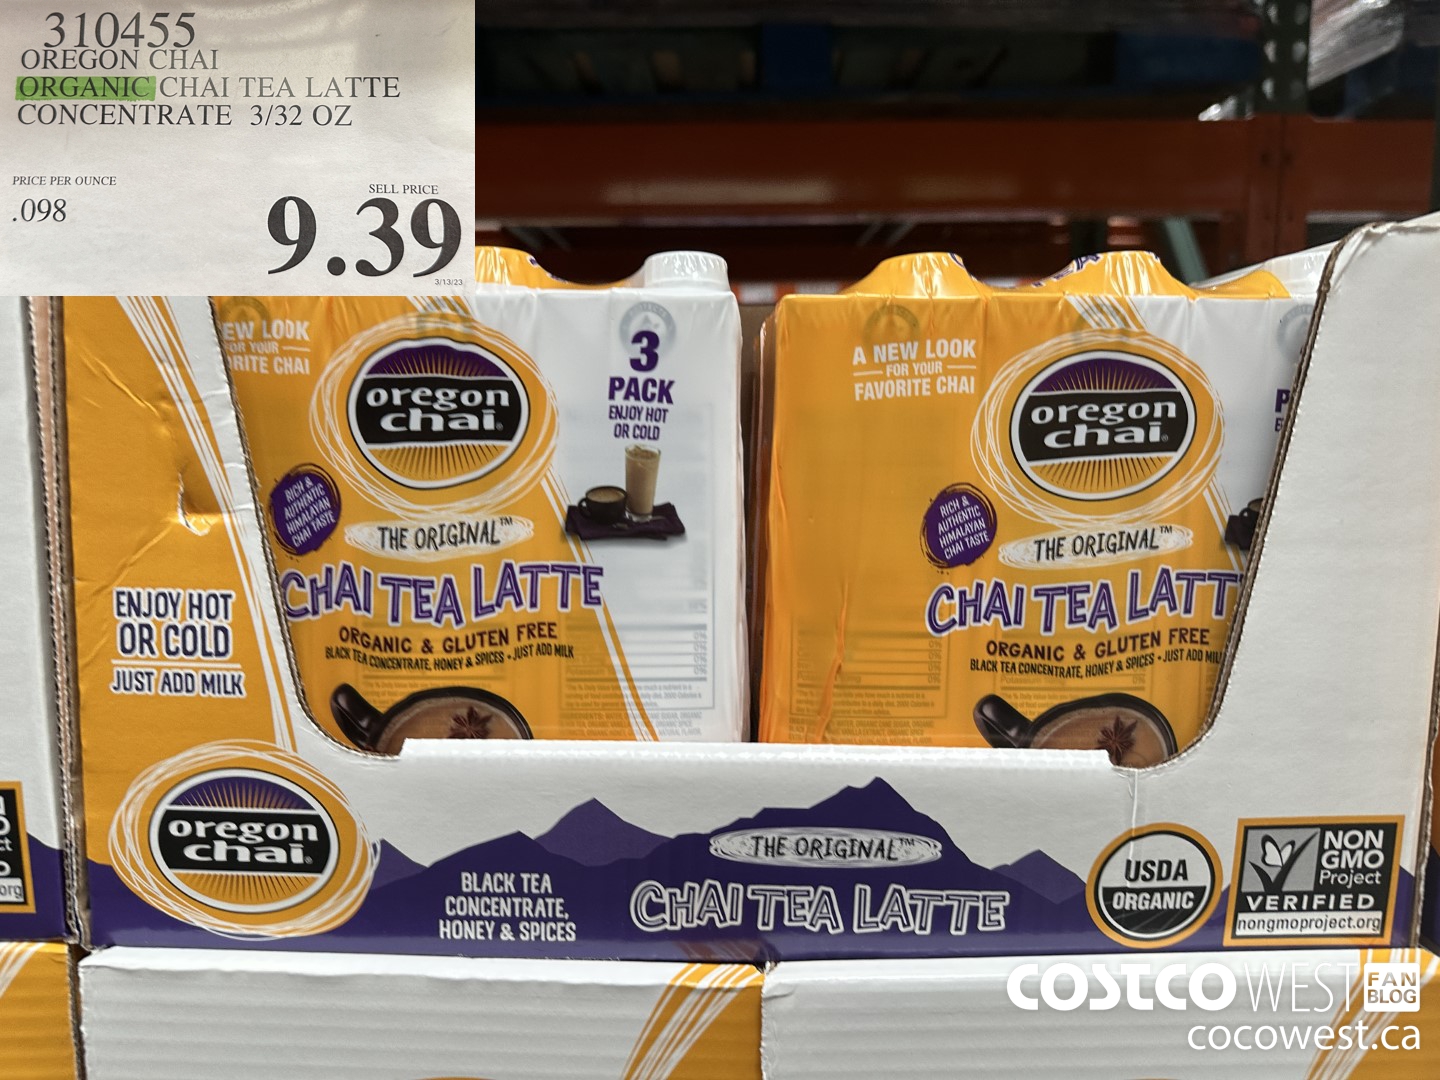 310455
OREGON CHAI
ORGANIC CHAI TEA LATTE
CONCENTRATE 3/32 OZ
PRICE PER OUNCE
.098
SELL PRICE
9.39
3/13/23
EW LOOK
FOR YOUR
RITE CHAI
oregon
chai
3
PACK
ENJOY HOT
OR COLD
RICH &
AUTHENTIC
HIMALAYAN
CHAI TASTE
THE ORIGINAL™
CHAI TEA LATTE
ORGANIC & GLUTEN FREE
BLACK TEA CONCENTRATE, HONEY & SPICES • JUST ADD MILK
A NEW LOOK
FOR YOUR
FAVORITE CHAI
oregon
chai
RICH &
AUTHENTIC
HIMALAYAN
CHAI TASTE
THE ORIGINAL™
CHAI TEA LATT
ORGANIC & GLUTEN FREE
BLACK TEA CONCENTRATE, HONEY & SPICES • JUST ADD MIL
ENJOY HOT
OR COLD
JUST ADD MILK
oregon
chai
BLACK TEA
CONCENTRATE,
HONEY & SPICES
THE ORIGINAL™
CHAI TEA LATTE
USDA
ORGANIC
NON
GMO
Project
VERIFIED
nongmoproject.org
COSTCO WEST FAN
BLOG
cocowest.ca